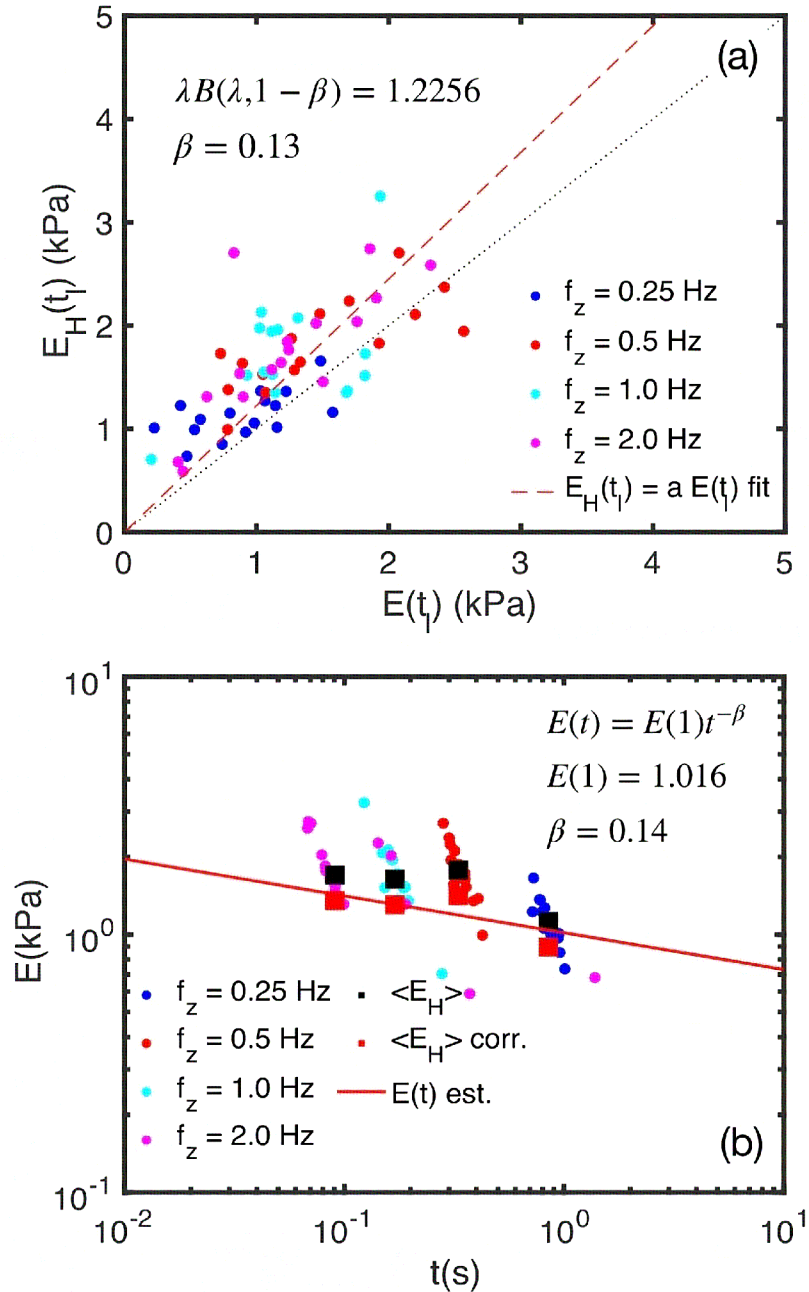 (a)
λB(λ,1 − β) = 1.2256
β = 0.13
5
4
3
2
1
0
E_H(t_l) (kPa)
f_z = 0.25 Hz
f_z = 0.5 Hz
f_z = 1.0 Hz
f_z = 2.0 Hz
E_H(t_l) = a E(t_l) fit
0 1 2 3 4 5
E(t_l) (kPa)
10^1
10^0
10^-1
E(kPa)
E(t) = E(1)t^−β
E(1) = 1.016
β = 0.14
f_z = 0.25 Hz <E_H>
f_z = 0.5 Hz <E_H> corr.
f_z = 1.0 Hz E(t) est.
f_z = 2.0 Hz
(b)
10^-2 10^-1 10^0 10^1
t(s)